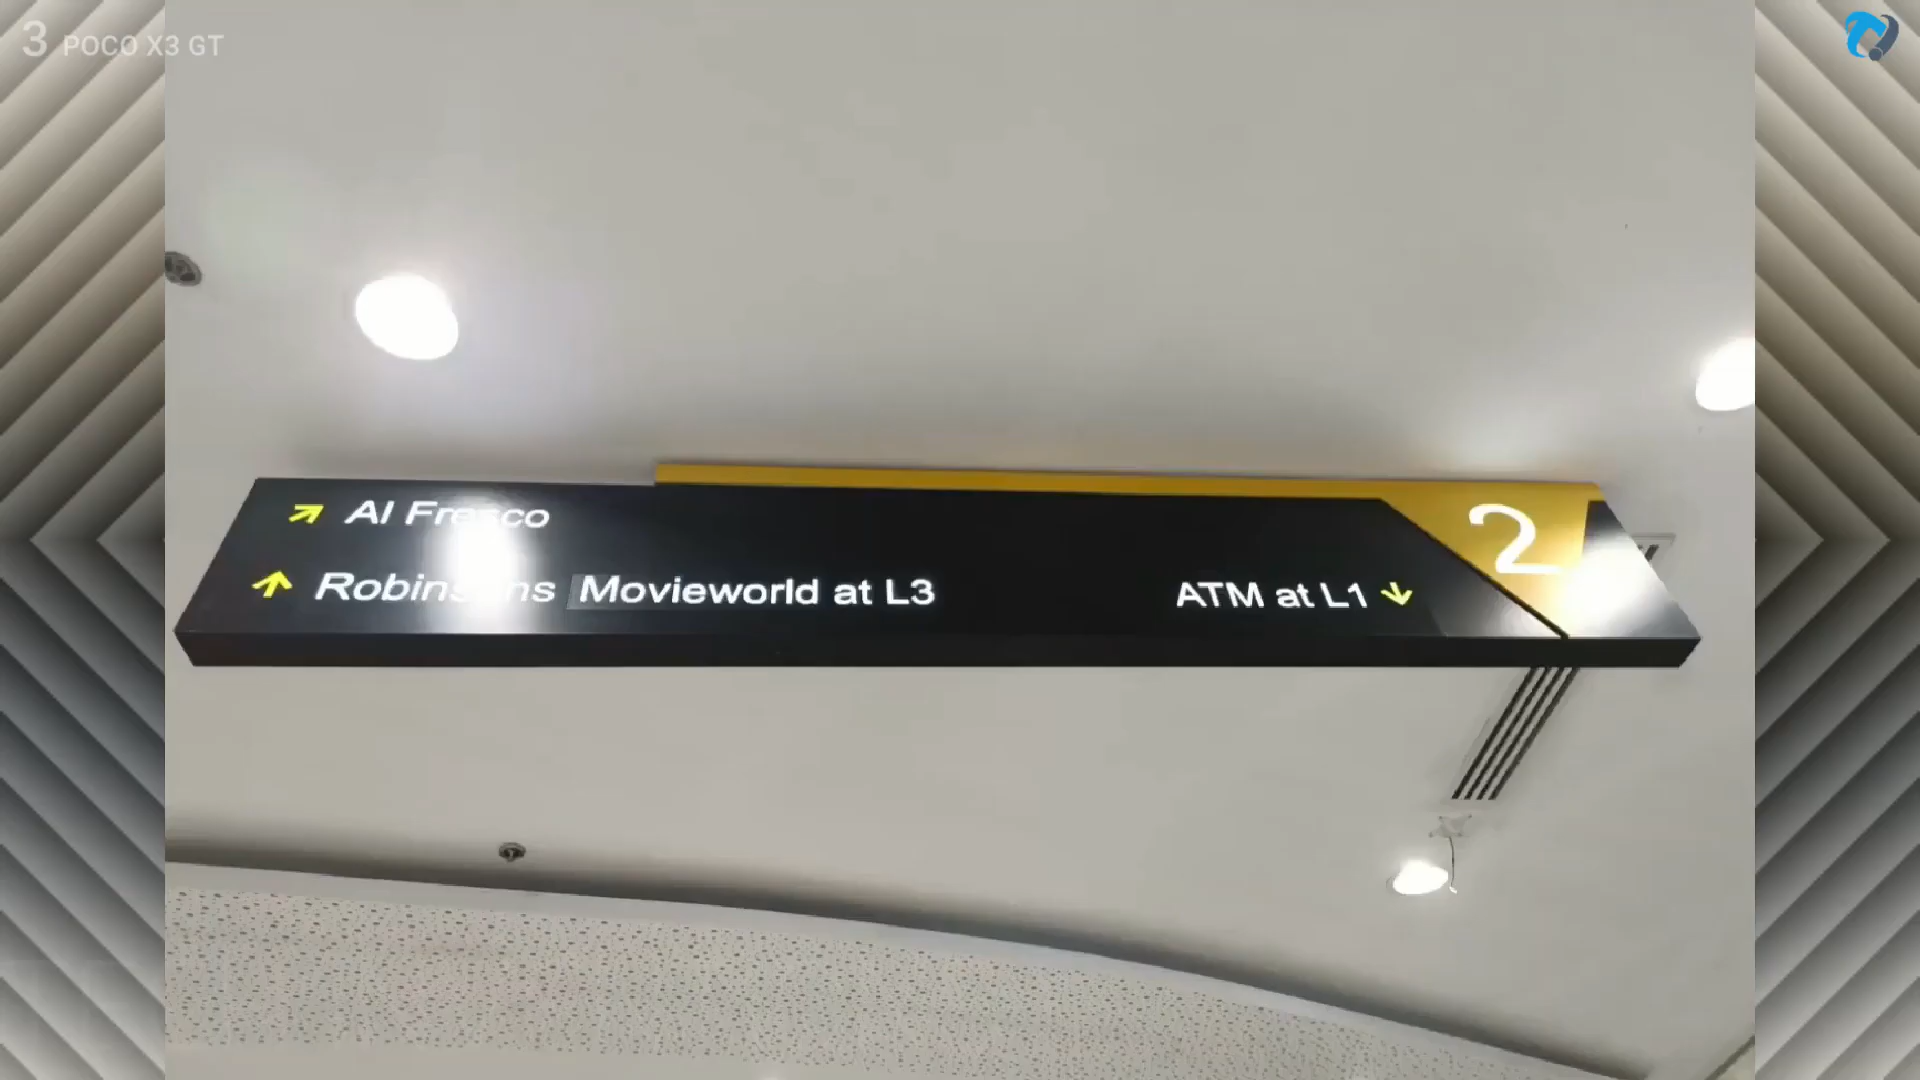 3 POCO X3 GT
Al Fresco
2
Robinsons Movieworld at L3
ATM at L1